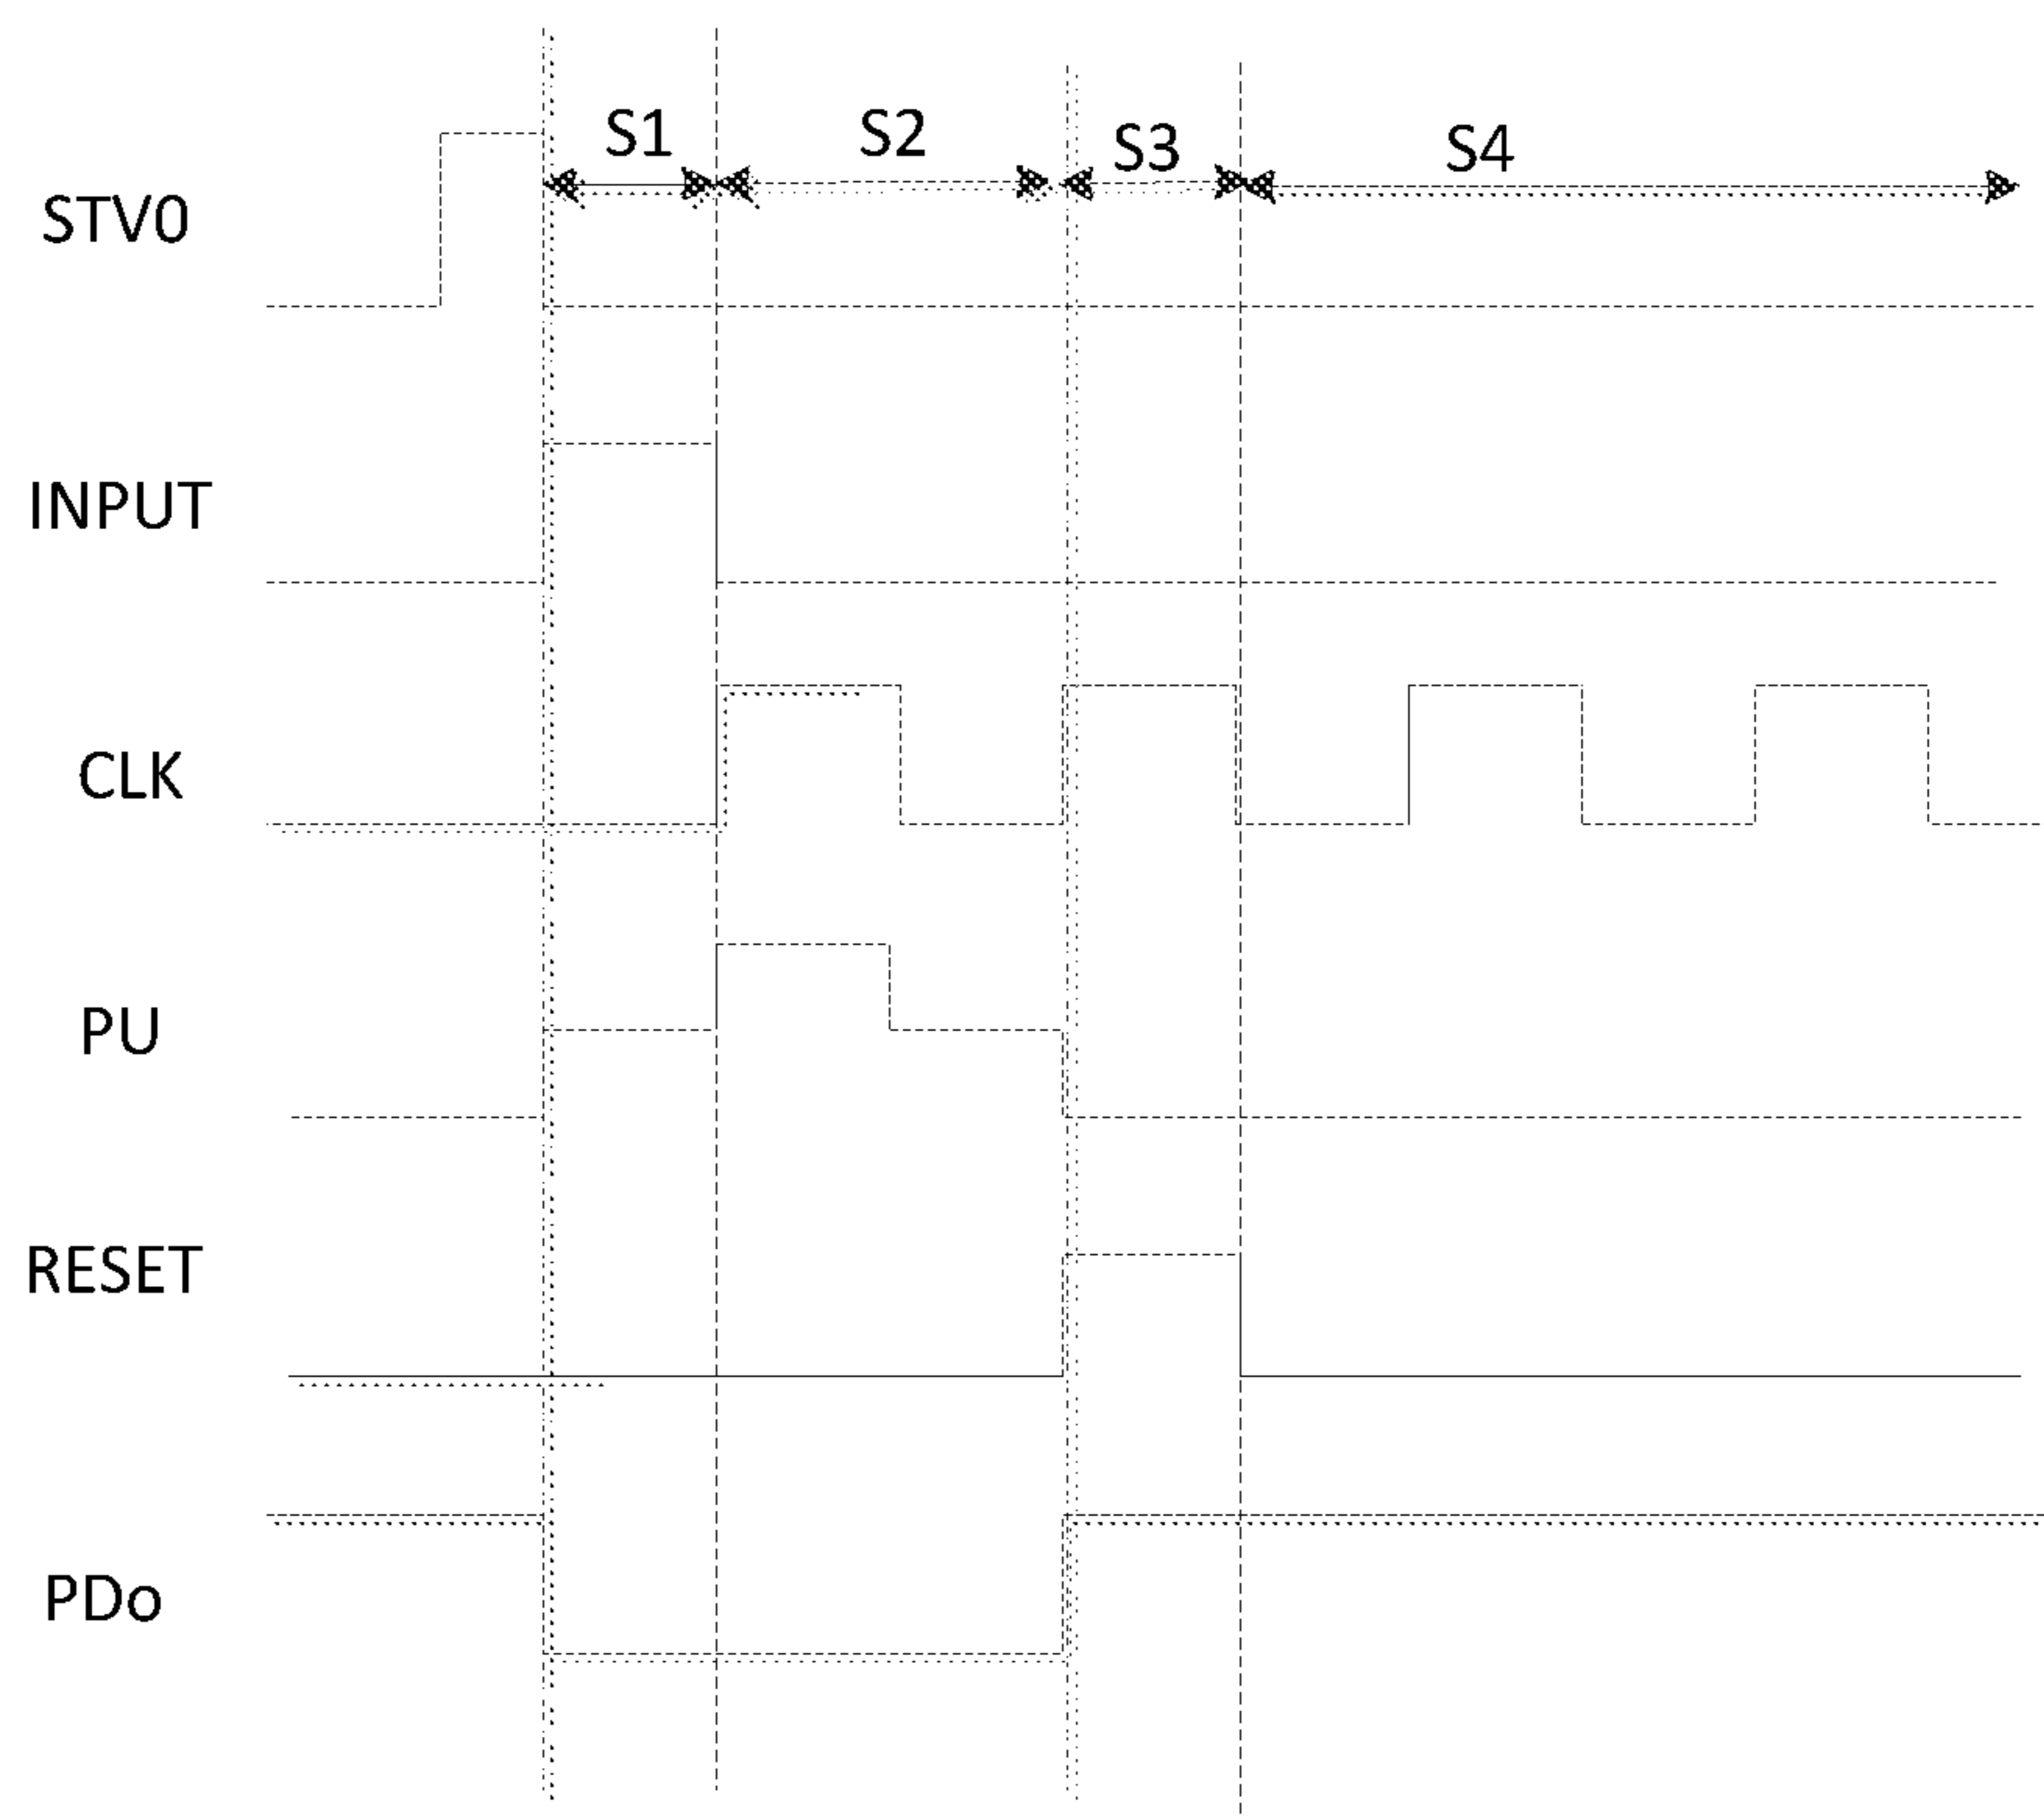 S1
S2
S3
S4
STV0
INPUT
CLK
PU
RESET
PDo